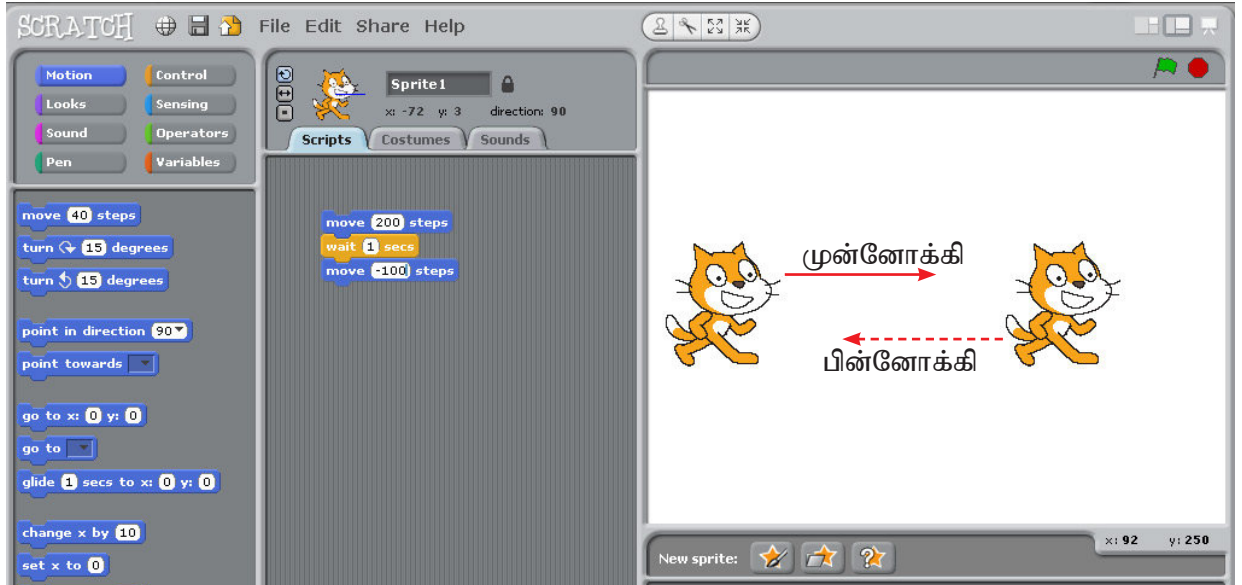 SCRATCH File Edit Share Help
Motion Control
Looks Sensing
Sound Operators
Pen Variables
Sprite1
x: -72 y: 3 direction: 90
Scripts Costumes Sounds
move 40 steps
turn 15 degrees
turn 15 degrees
point in direction 90
point towards
go to x: 0 y: 0
go to
glide 1 secs to x: 0 y: 0
change x by 10
set x to 0
move 200 steps
wait 1 secs
move -100 steps
முன்னோக்கி
பின்னோக்கி
x: 92 y: 250
New sprite: